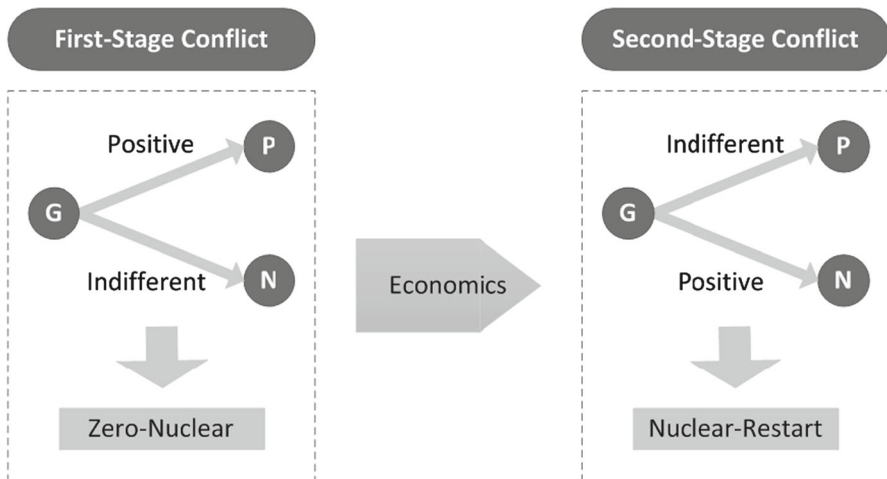 First-Stage Conflict
Second-Stage Conflict
Positive
P
G
Indifferent
N
Zero-Nuclear
Economics
Indifferent
P
G
Positive
N
Nuclear-Restart